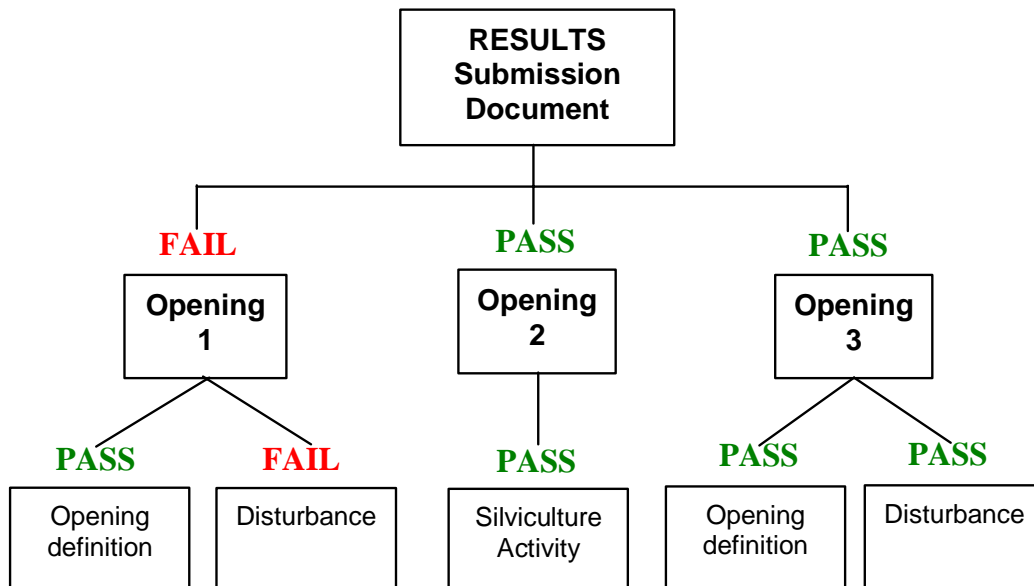 RESULTS
Submission
Document
FAIL
PASS
PASS
Opening
1
Opening
2
Opening
3
PASS
FAIL
PASS
PASS
PASS
Opening
definition
Disturbance
Silviculture
Activity
Opening
definition
Disturbance